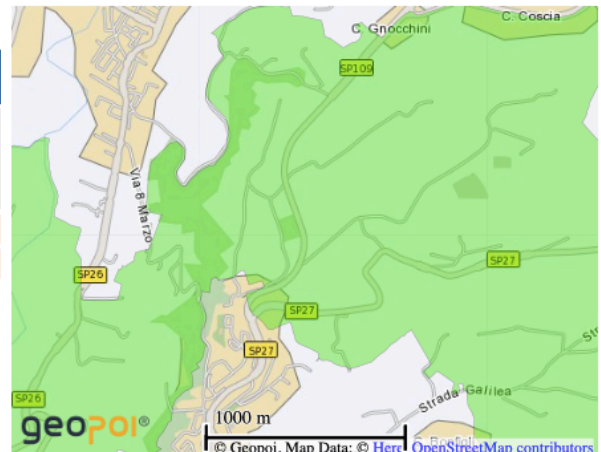 C. Coscia
C. Gnocchini
SP109
Via 8 Marzo
SP26
SP27
SP27
SP27
SP26
Strada Galilea
geopoi®
1000 m
© Geopoi, Map Data: © Here OpenStreetMap contributors